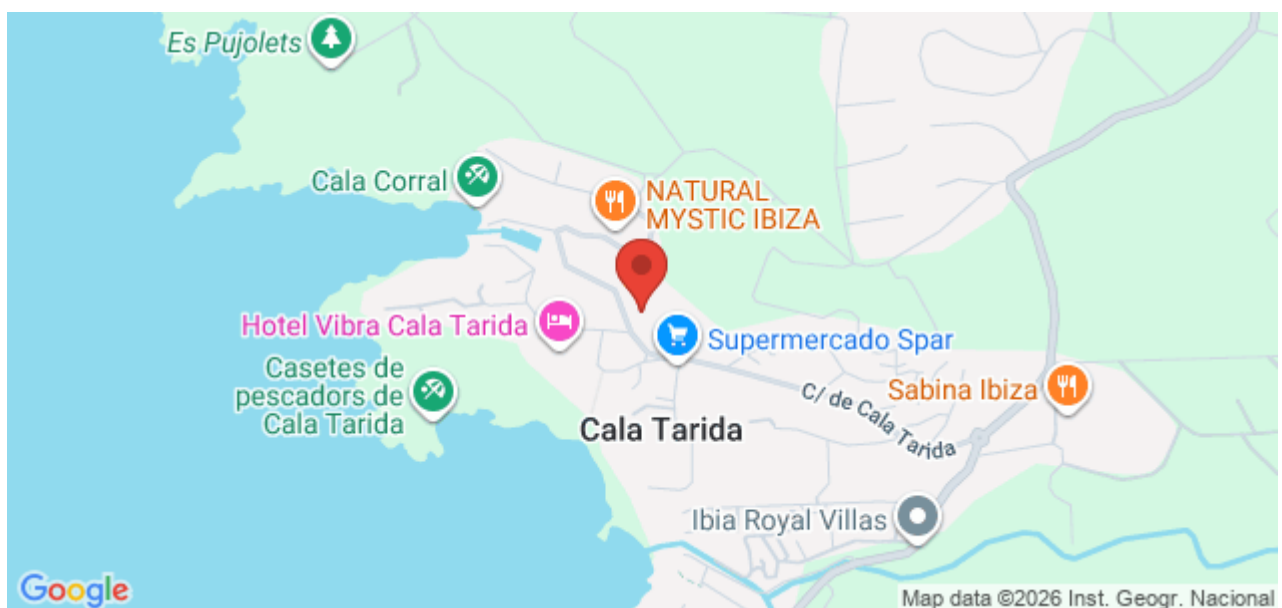 Es Pujolets
Cala Corral
NATURAL
MYSTIC IBIZA
Hotel Vibra Cala Tarida
Supermercado Spar
Casetes de
pescadors de
Cala Tarida
Sabina Ibiza
C/ de Cala Tarida
Cala Tarida
Ibia Royal Villas
Google
Map data ©2026 Inst. Geogr. Nacional